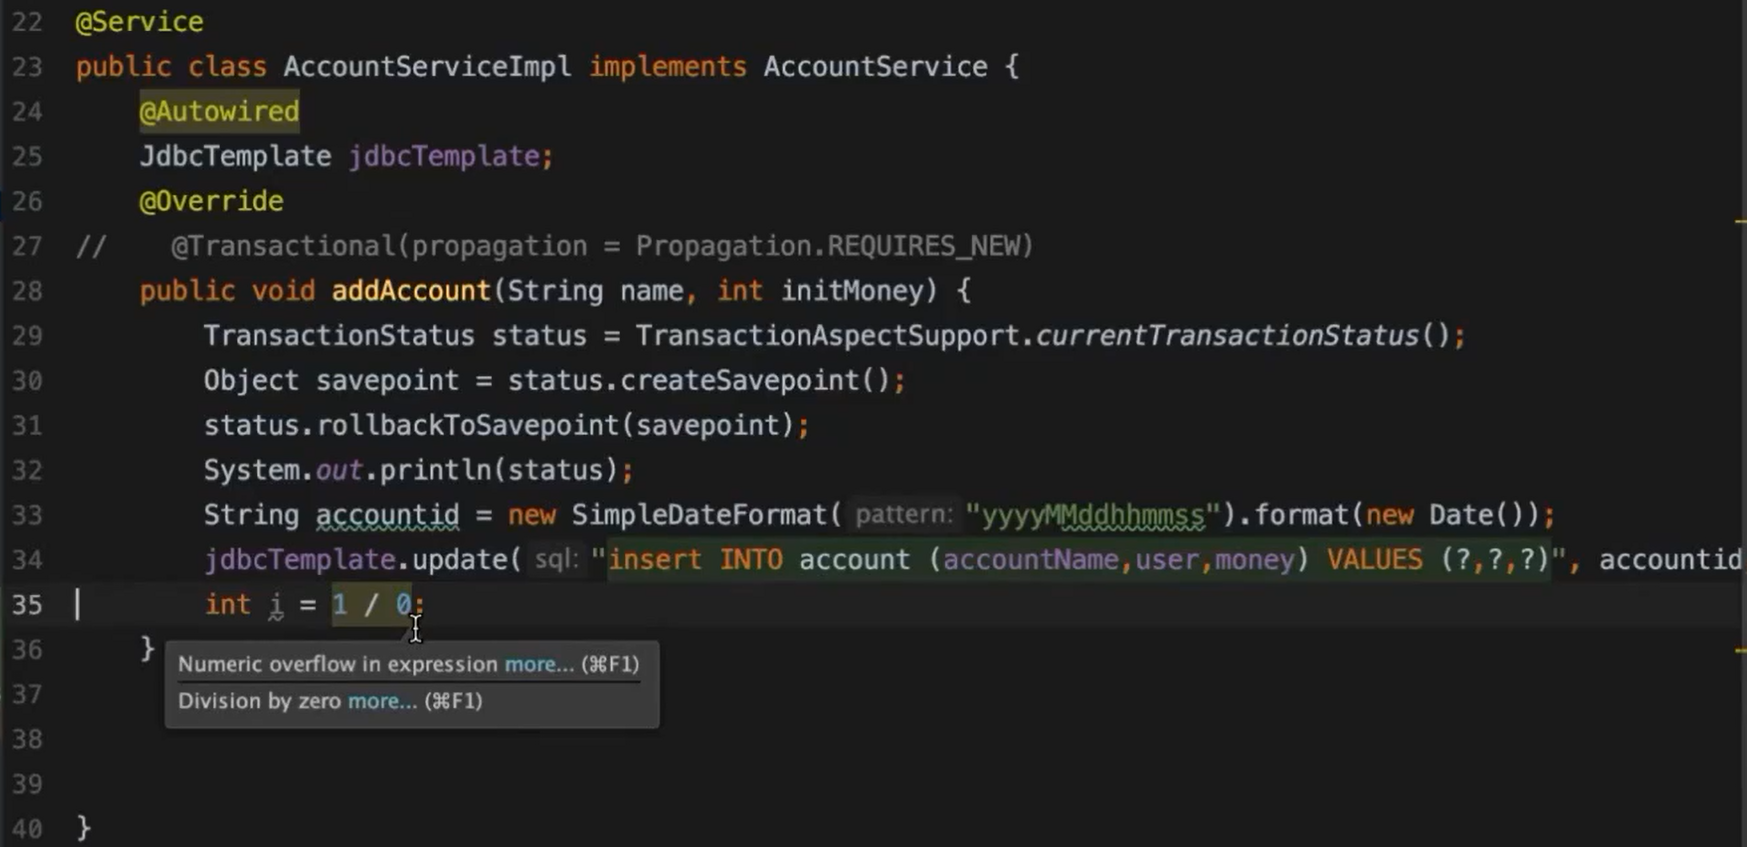 22 @Service
23 public class AccountServiceImpl implements AccountService {
24 @Autowired
25 JdbcTemplate jdbcTemplate;
26 @Override
27 // @Transactional(propagation = Propagation.REQUIRES_NEW)
28 public void addAccount(String name, int initMoney) {
29 TransactionStatus status = TransactionAspectSupport.currentTransactionStatus();
30 Object savepoint = status.createSavepoint();
31 status.rollbackToSavepoint(savepoint);
32 System.out.println(status);
33 String accountid = new SimpleDateFormat( pattern: "yyyyMMddhhmmss").format(new Date());
34 jdbcTemplate.update( sql: "insert INTO account (accountName,user,money) VALUES (?,?,?)", accountid
35 int i = 1 / 0;
36 }
Numeric overflow in expression more... (⌘F1)
Division by zero more... (⌘F1)
37
38
39
40 }